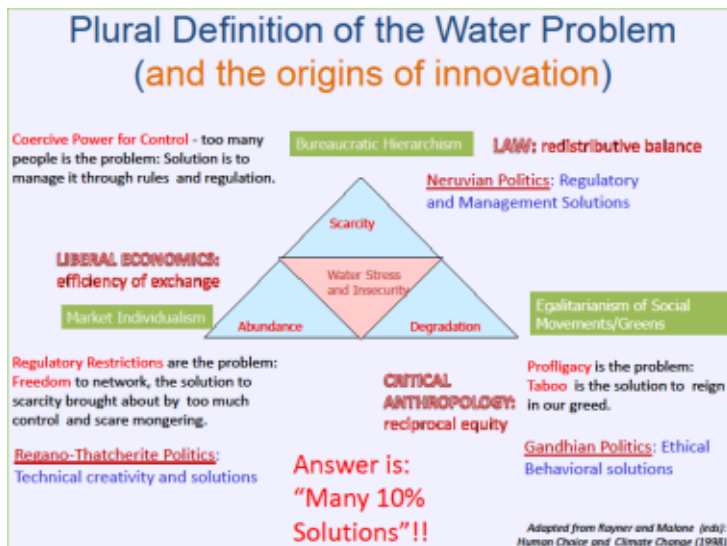 Plural Definition of the Water Problem
(and the origins of innovation)
Coercive Power for Control - too many
people is the problem: Solution is to
manage it through rules and regulation.
Bureaucratic Hierarchism
LAW: redistributive balance
Neruvian Politics: Regulatory
and Management Solutions
Scarcity
LIBERAL ECONOMICS:
efficiency of exchange
Water Stress
and Insecurity
Market Individualism
Abundance
Degradation
Egalitarianism of Social
Movements/Greens
Regulatory Restrictions are the problem:
Freedom to network, the solution to
scarcity brought about by too much
control and scare mongering.
Regano-Thatcherite Politics:
Technical creativity and solutions
CRITICAL
ANTHROPOLOGY:
reciprocal equity
Profligacy is the problem:
Taboo is the solution to reign
in our greed.
Gandhian Politics: Ethical
Behavioral solutions
Answer is:
“Many 10%
Solutions”!!
Adapted from Rayner and Malone (eds):
Human Choice and Climate Change (1998)